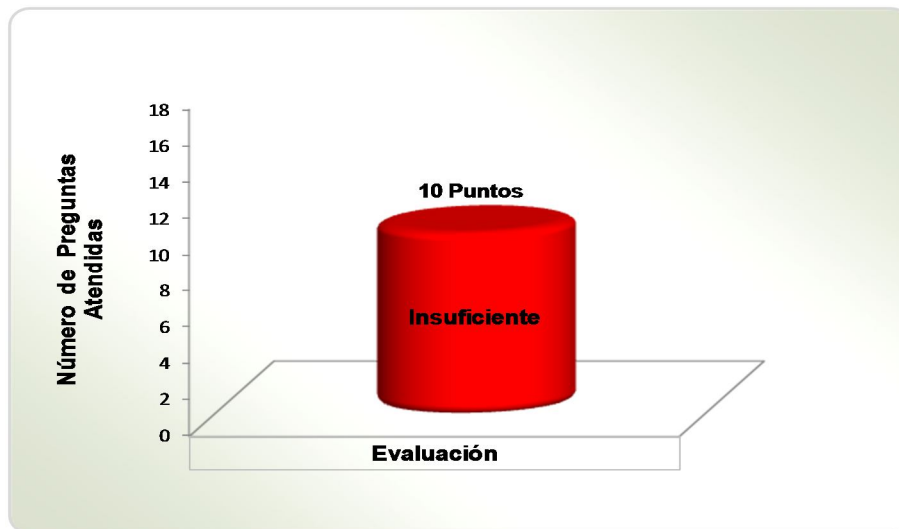 Número de Preguntas
Atendidas
18
16
14
12
10
8
6
4
2
0
10 Puntos
Insuficiente
Evaluación